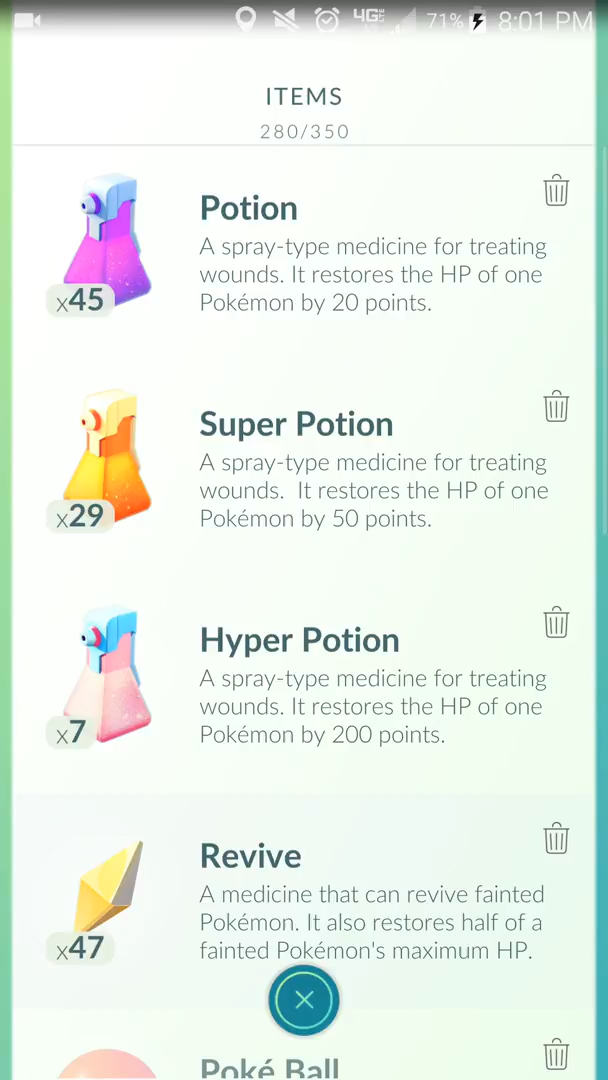 4G LTE 71% 8:01 PM
ITEMS
280/350
Potion
A spray-type medicine for treating
wounds. It restores the HP of one
Pokémon by 20 points.
x45
Super Potion
A spray-type medicine for treating
wounds. It restores the HP of one
Pokémon by 50 points.
x29
Hyper Potion
A spray-type medicine for treating
wounds. It restores the HP of one
Pokémon by 200 points.
x7
Revive
A medicine that can revive fainted
Pokémon. It also restores half of a
fainted Pokémon's maximum HP.
x47
Poké Ball